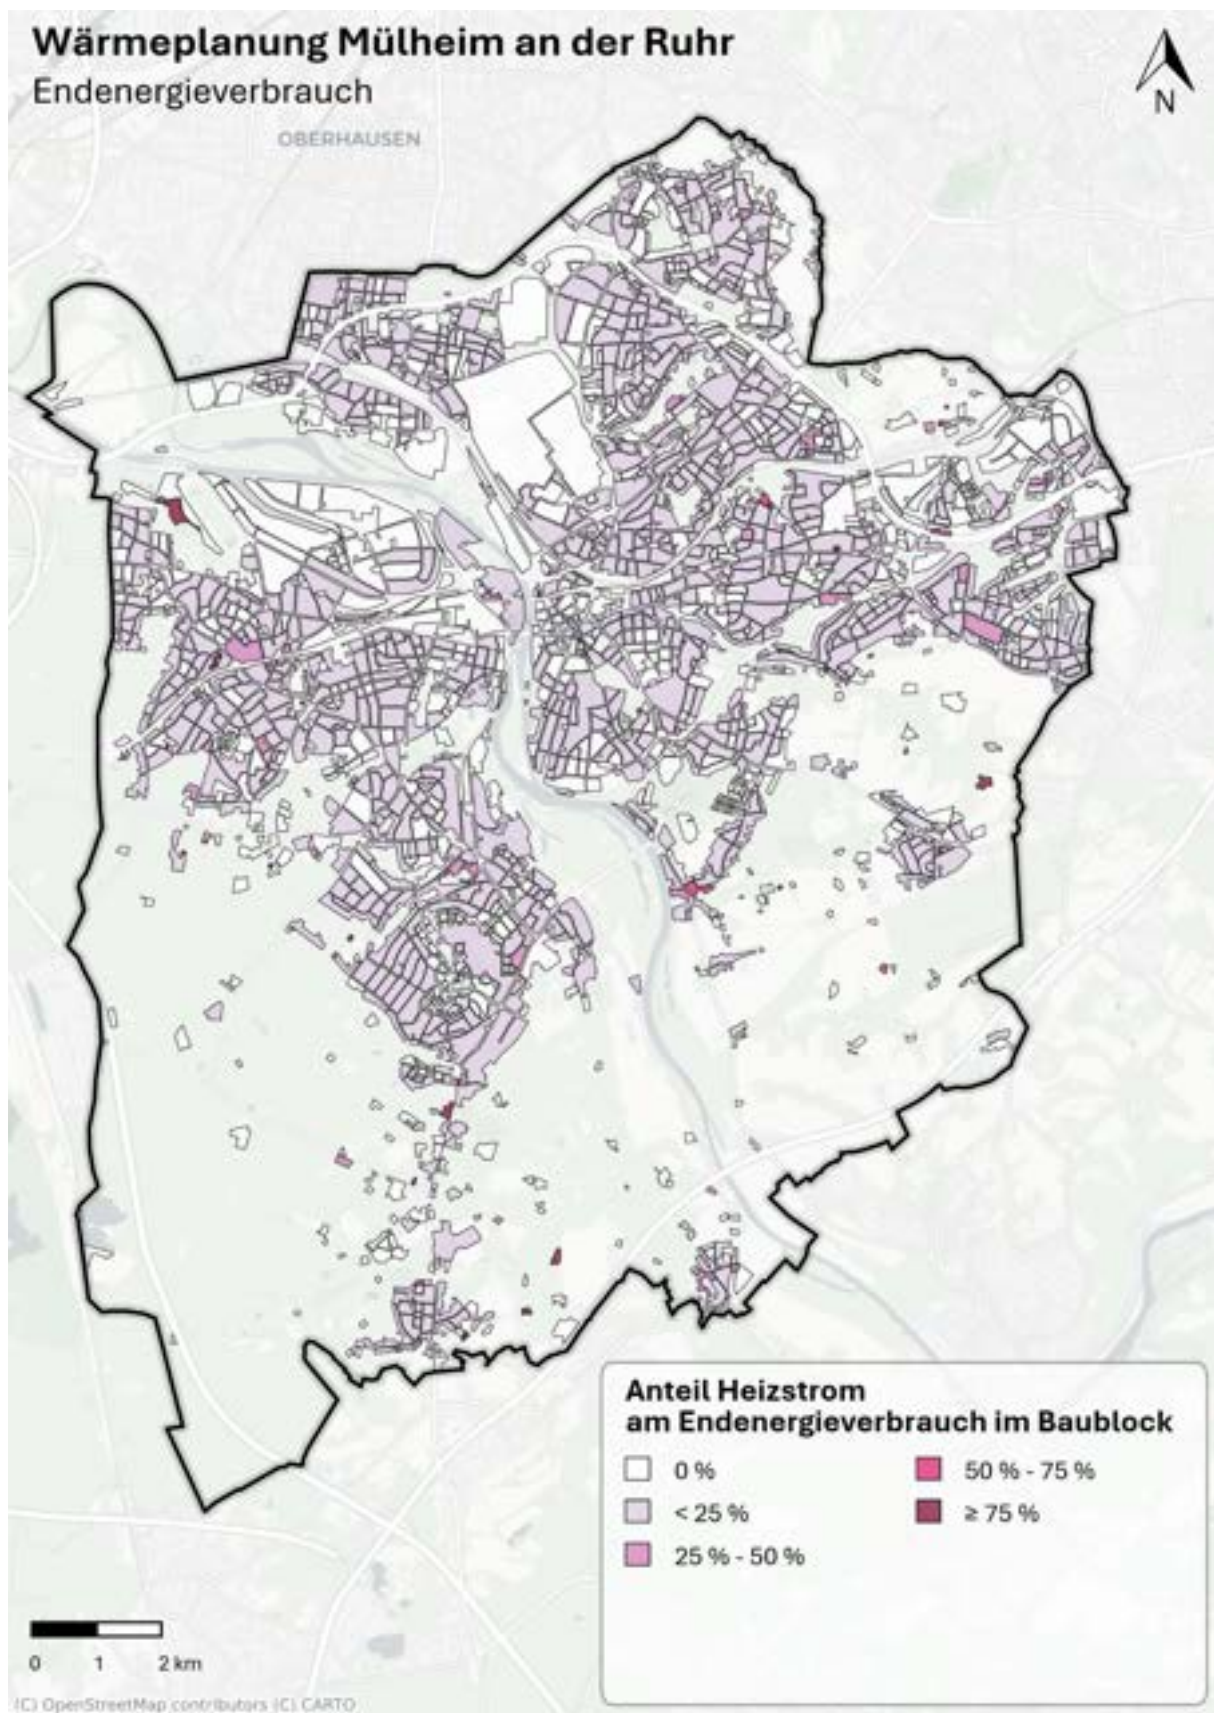 Wärmeplanung Mülheim an der Ruhr
Endenergieverbrauch
N
OBERHAUSEN
Anteil Heizstrom
am Endenergieverbrauch im Baublock
0 %
< 25 %
25 % - 50 %
50 % - 75 %
≥ 75 %
0 1 2 km
(C) OpenStreetMap contributors (C) CARTO